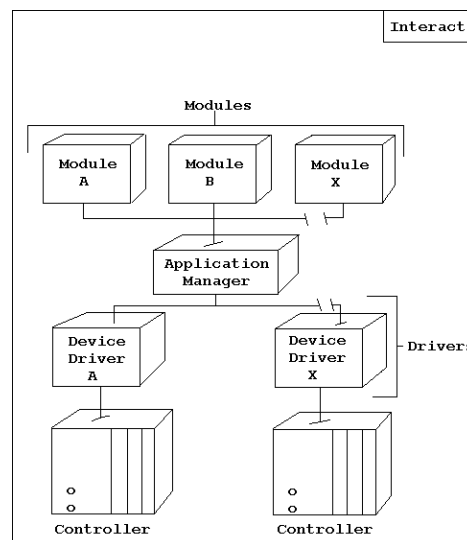 Interact
Modules
Module
A
Module
B
Module
X
Application
Manager
Device
Driver
A
Device
Driver
X
Drivers
Controller
Controller